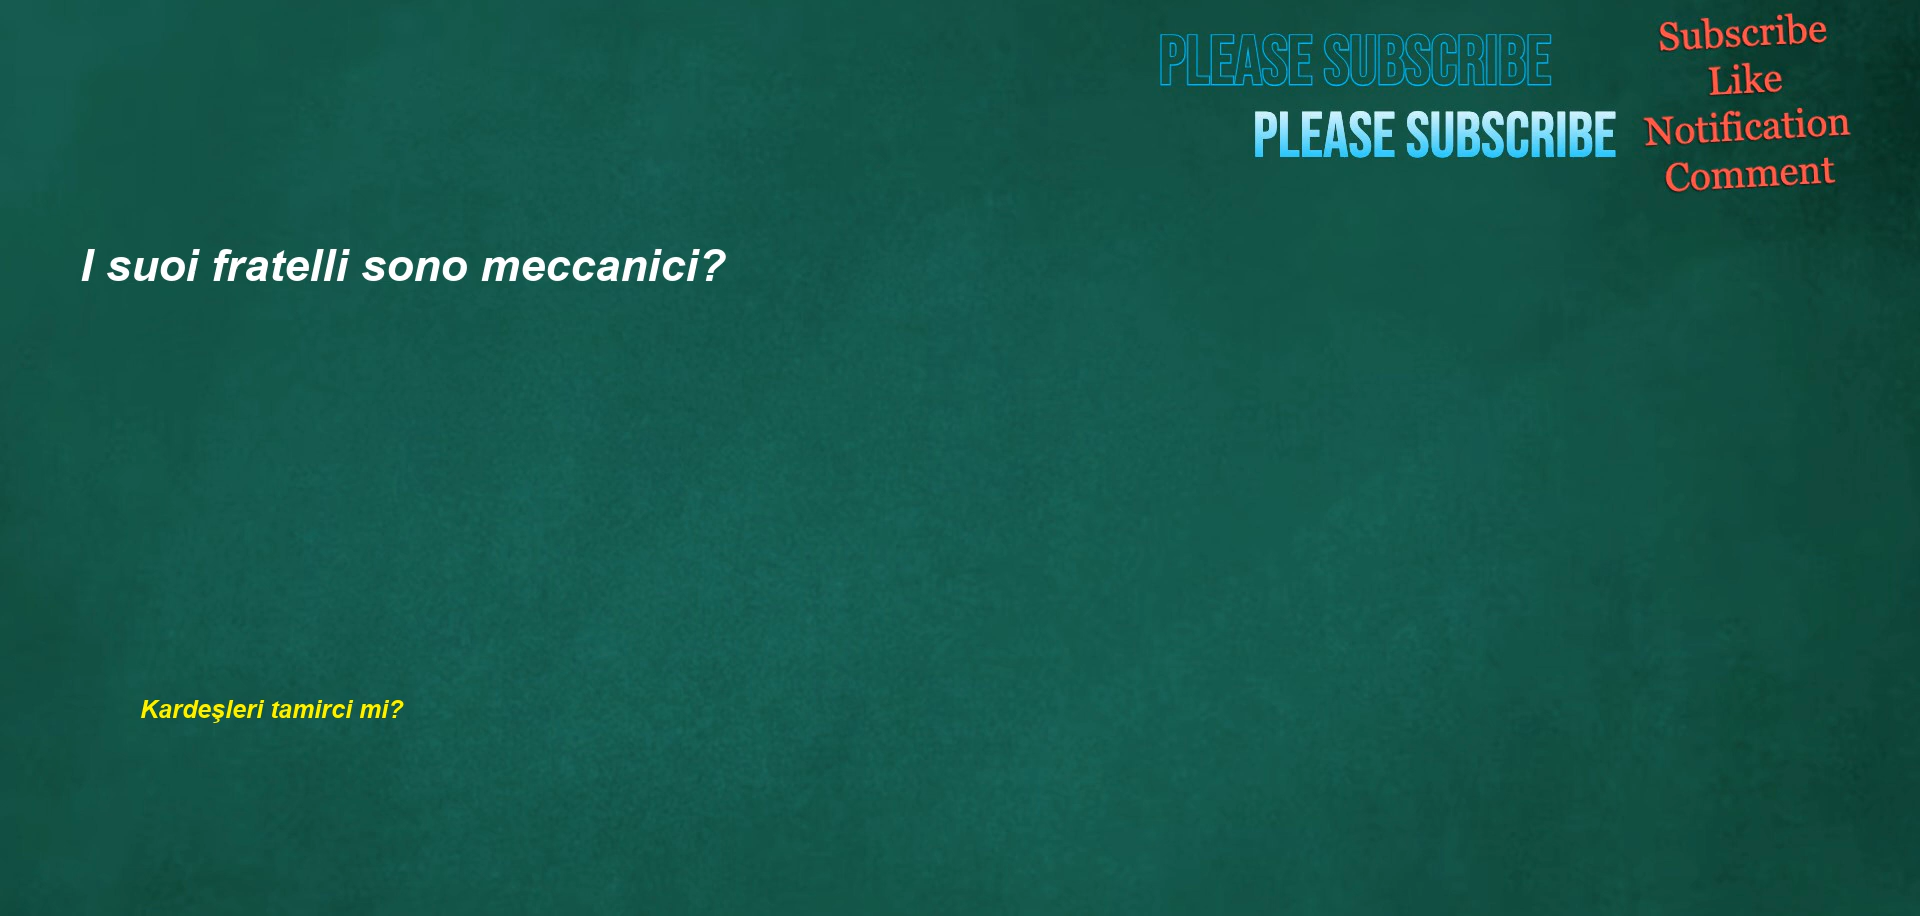 PLEASE SUBSCRIBE
PLEASE SUBSCRIBE
Subscribe
Like
Notification
Comment
I suoi fratelli sono meccanici?
Kardeşleri tamirci mi?